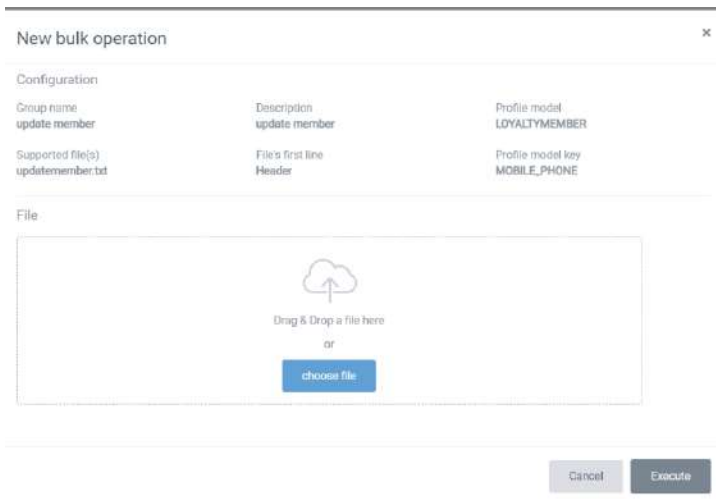 New bulk operation
×
Configuration
Group name
Description
Profile model
update member
update member
LOYALTYMEMBER
Supported file(s)
File's first line
Profile model key
updatemember.txt
Header
MOBILE_PHONE
File
Drag & Drop a file here
or
choose file
Cancel
Execute